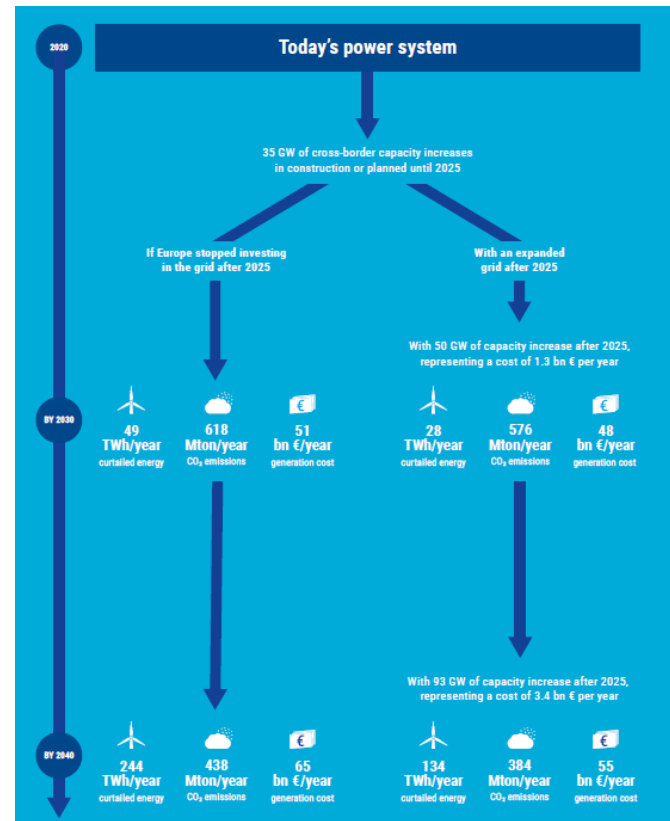 2020
Today's power system
35 GW of cross-border capacity increases
in construction or planned until 2025
If Europe stopped investing
in the grid after 2025
With an expanded
grid after 2025
With 50 GW of capacity increase after 2025,
representing a cost of 1.3 bn € per year
BY 2030
49
TWh/year
curtailed energy
618
Mton/year
CO₂ emissions
€
51
bn €/year
generation cost
28
TWh/year
curtailed energy
576
Mton/year
CO₂ emissions
€
48
bn €/year
generation cost
With 93 GW of capacity increase after 2025,
representing a cost of 3.4 bn € per year
BY 2040
244
TWh/year
curtailed energy
438
Mton/year
CO₂ emissions
€
65
bn €/year
generation cost
134
TWh/year
curtailed energy
384
Mton/year
CO₂ emissions
€
55
bn €/year
generation cost